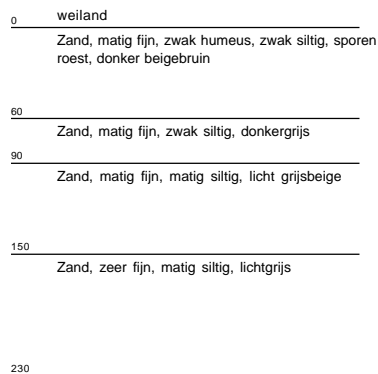 0
weiland
Zand, matig fijn, zwak humeus, zwak siltig, sporen
roest, donker beigebruin
60
Zand, matig fijn, zwak siltig, donkergrijs
90
Zand, matig fijn, matig siltig, licht grijsbeige
150
Zand, zeer fijn, matig siltig, lichtgrijs
230